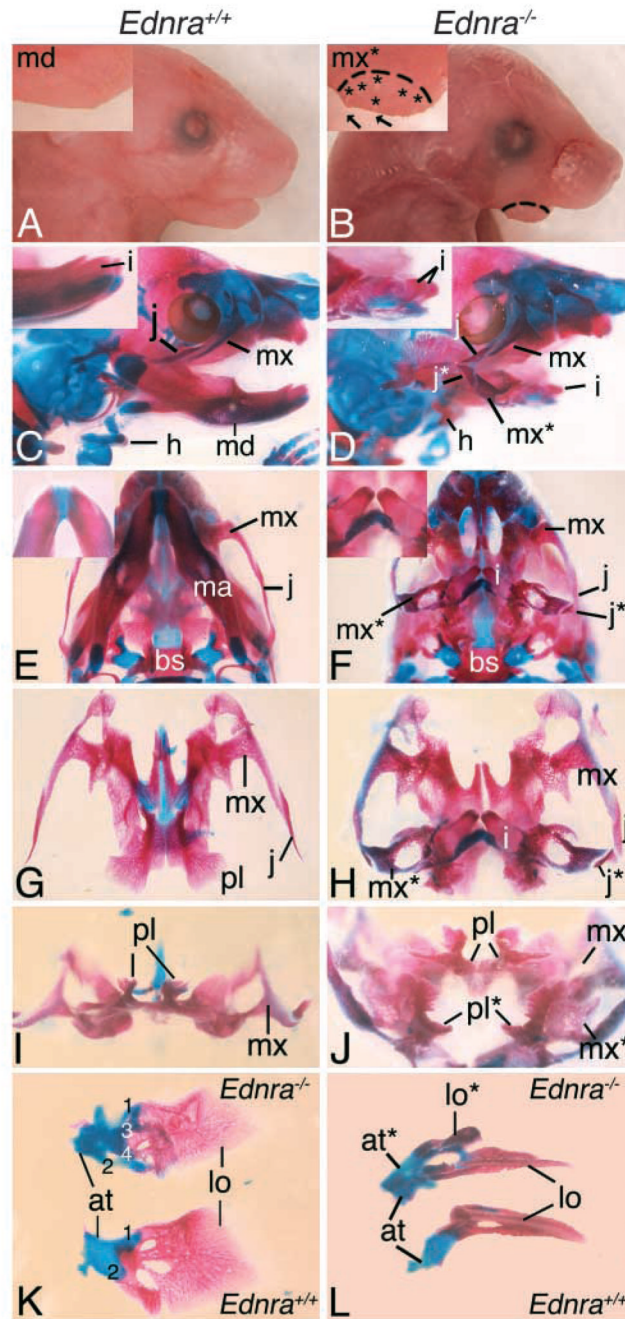 Ednra+/+ Ednra-/-
md
mx*
* * * * * *
A
B
i
j
mx
h
md
C
i
j
mx
j*
i
h
mx*
D
mx
ma
j
bs
E
mx
i
j
mx*
j*
bs
F
mx
j
pl
G
mx
i
j
mx*
j*
H
pl
mx
I
pl
mx
pl*
mx*
J
Ednra-/-
1
3
4
2
at
lo
1
2
K
Ednra+/+
Ednra-/-
lo*
at*
lo
at
L
Ednra+/+